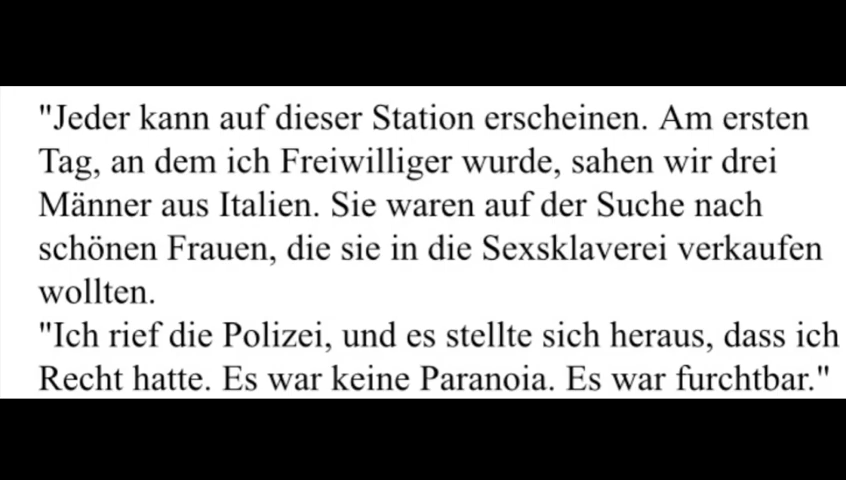 "Jeder kann auf dieser Station erscheinen. Am ersten
Tag, an dem ich Freiwilliger wurde, sahen wir drei
Männer aus Italien. Sie waren auf der Suche nach
schönen Frauen, die sie in die Sexsklaverei verkaufen
wollten.
"Ich rief die Polizei, und es stellte sich heraus, dass ich
Recht hatte. Es war keine Paranoia. Es war furchtbar."